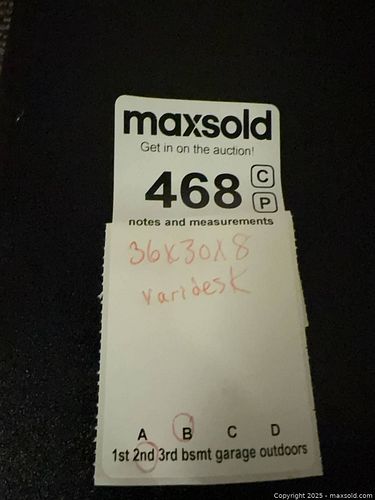 maxsold
Get in on the auction!
468 C
P
notes and measurements
36x30x8
varidesk
A B C D
1st 2nd 3rd bsmt garage outdoors
Copyright 2025 - maxsold.com